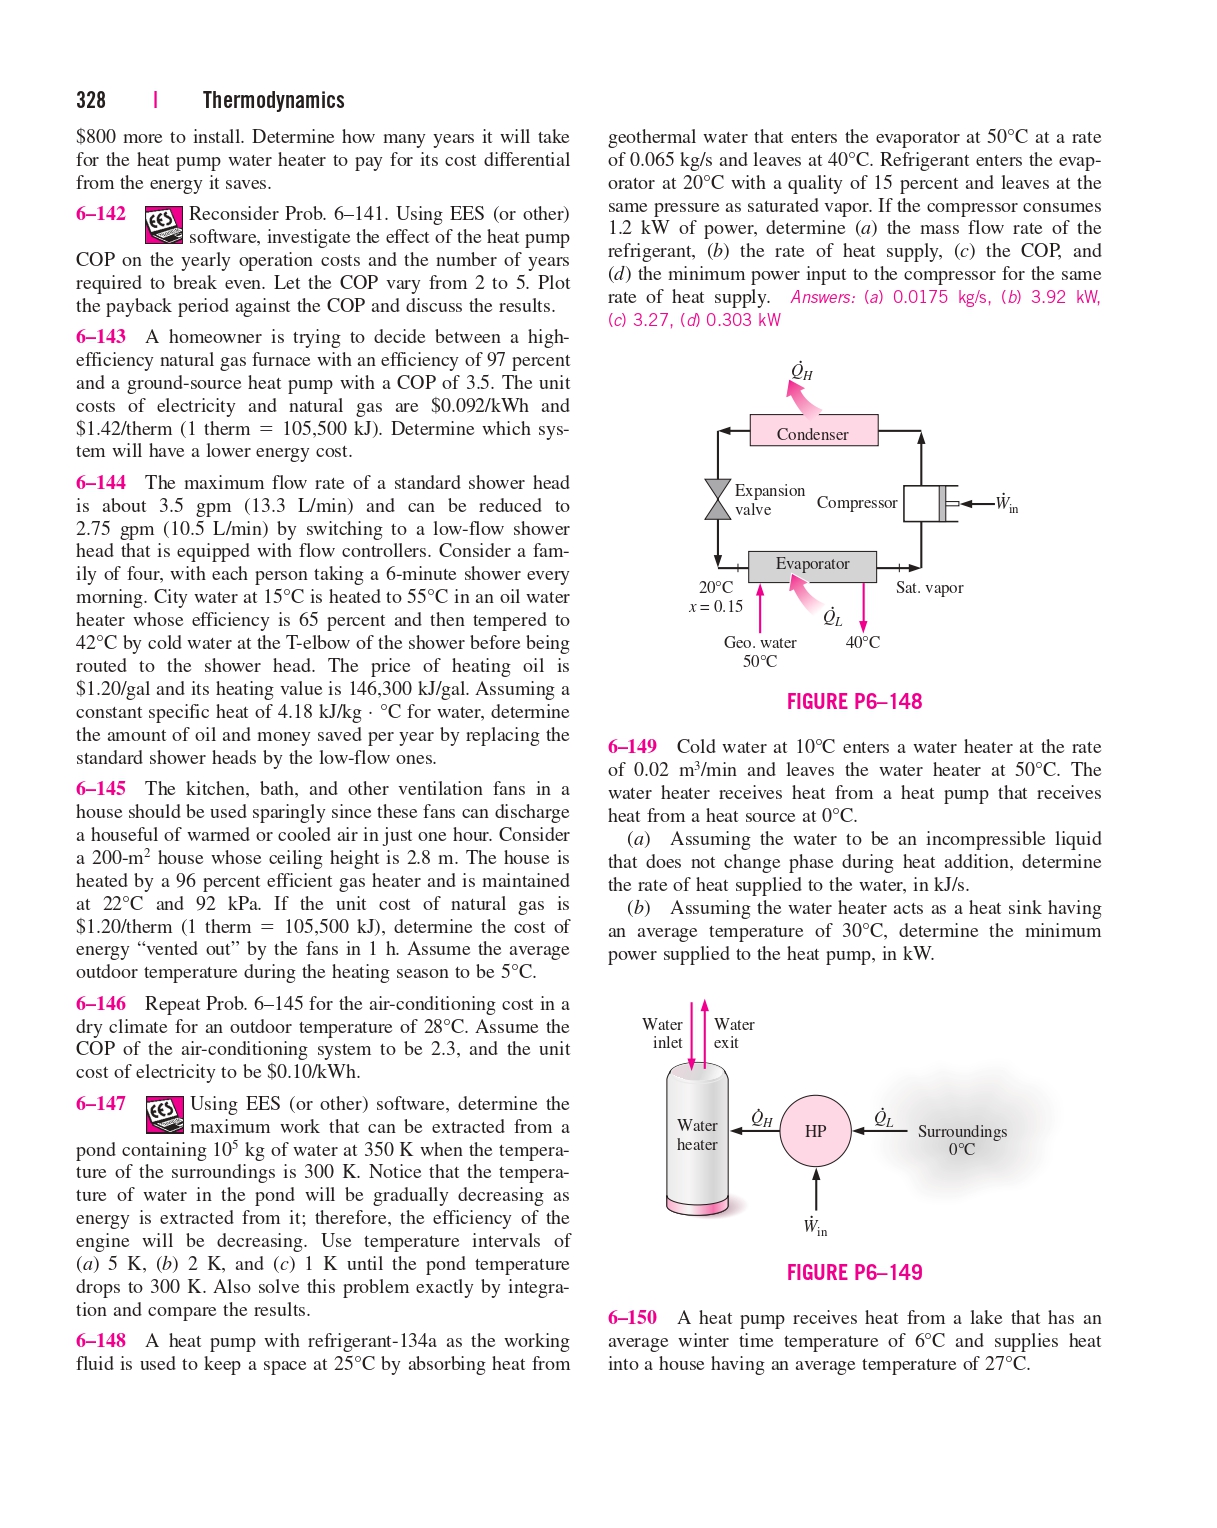 328 | Thermodynamics
$800 more to install. Determine how many years it will take
for the heat pump water heater to pay for its cost differential
from the energy it saves.
6–142 EES Reconsider Prob. 6–141. Using EES (or other)
software, investigate the effect of the heat pump
COP on the yearly operation costs and the number of years
required to break even. Let the COP vary from 2 to 5. Plot
the payback period against the COP and discuss the results.
6–143 A homeowner is trying to decide between a high-
efficiency natural gas furnace with an efficiency of 97 percent
and a ground-source heat pump with a COP of 3.5. The unit
costs of electricity and natural gas are $0.092/kWh and
$1.42/therm (1 therm = 105,500 kJ). Determine which sys-
tem will have a lower energy cost.
6–144 The maximum flow rate of a standard shower head
is about 3.5 gpm (13.3 L/min) and can be reduced to
2.75 gpm (10.5 L/min) by switching to a low-flow shower
head that is equipped with flow controllers. Consider a fam-
ily of four, with each person taking a 6-minute shower every
morning. City water at 15°C is heated to 55°C in an oil water
heater whose efficiency is 65 percent and then tempered to
42°C by cold water at the T-elbow of the shower before being
routed to the shower head. The price of heating oil is
$1.20/gal and its heating value is 146,300 kJ/gal. Assuming a
constant specific heat of 4.18 kJ/kg · °C for water, determine
the amount of oil and money saved per year by replacing the
standard shower heads by the low-flow ones.
6–145 The kitchen, bath, and other ventilation fans in a
house should be used sparingly since these fans can discharge
a houseful of warmed or cooled air in just one hour. Consider
a 200-m² house whose ceiling height is 2.8 m. The house is
heated by a 96 percent efficient gas heater and is maintained
at 22°C and 92 kPa. If the unit cost of natural gas is
$1.20/therm (1 therm = 105,500 kJ), determine the cost of
energy “vented out” by the fans in 1 h. Assume the average
outdoor temperature during the heating season to be 5°C.
6–146 Repeat Prob. 6–145 for the air-conditioning cost in a
dry climate for an outdoor temperature of 28°C. Assume the
COP of the air-conditioning system to be 2.3, and the unit
cost of electricity to be $0.10/kWh.
6–147 EES Using EES (or other) software, determine the
maximum work that can be extracted from a
pond containing 10⁵ kg of water at 350 K when the tempera-
ture of the surroundings is 300 K. Notice that the tempera-
ture of water in the pond will be gradually decreasing as
energy is extracted from it; therefore, the efficiency of the
engine will be decreasing. Use temperature intervals of
(a) 5 K, (b) 2 K, and (c) 1 K until the pond temperature
drops to 300 K. Also solve this problem exactly by integra-
tion and compare the results.
6–148 A heat pump with refrigerant-134a as the working
fluid is used to keep a space at 25°C by absorbing heat from
geothermal water that enters the evaporator at 50°C at a rate
of 0.065 kg/s and leaves at 40°C. Refrigerant enters the evap-
orator at 20°C with a quality of 15 percent and leaves at the
same pressure as saturated vapor. If the compressor consumes
1.2 kW of power, determine (a) the mass flow rate of the
refrigerant, (b) the rate of heat supply, (c) the COP, and
(d) the minimum power input to the compressor for the same
rate of heat supply. Answers: (a) 0.0175 kg/s, (b) 3.92 kW,
(c) 3.27, (d) 0.303 kW
Q̇H
Condenser
Expansion
valve
Compressor
Ẇin
Evaporator
20°C
x = 0.15
Sat. vapor
Q̇L
Geo. water
50°C
40°C
FIGURE P6–148
6–149 Cold water at 10°C enters a water heater at the rate
of 0.02 m³/min and leaves the water heater at 50°C. The
water heater receives heat from a heat pump that receives
heat from a heat source at 0°C.
(a) Assuming the water to be an incompressible liquid
that does not change phase during heat addition, determine
the rate of heat supplied to the water, in kJ/s.
(b) Assuming the water heater acts as a heat sink having
an average temperature of 30°C, determine the minimum
power supplied to the heat pump, in kW.
Water
inlet
Water
exit
Water
heater
Q̇H
HP
Q̇L
Surroundings
0°C
Ẇin
FIGURE P6–149
6–150 A heat pump receives heat from a lake that has an
average winter time temperature of 6°C and supplies heat
into a house having an average temperature of 27°C.